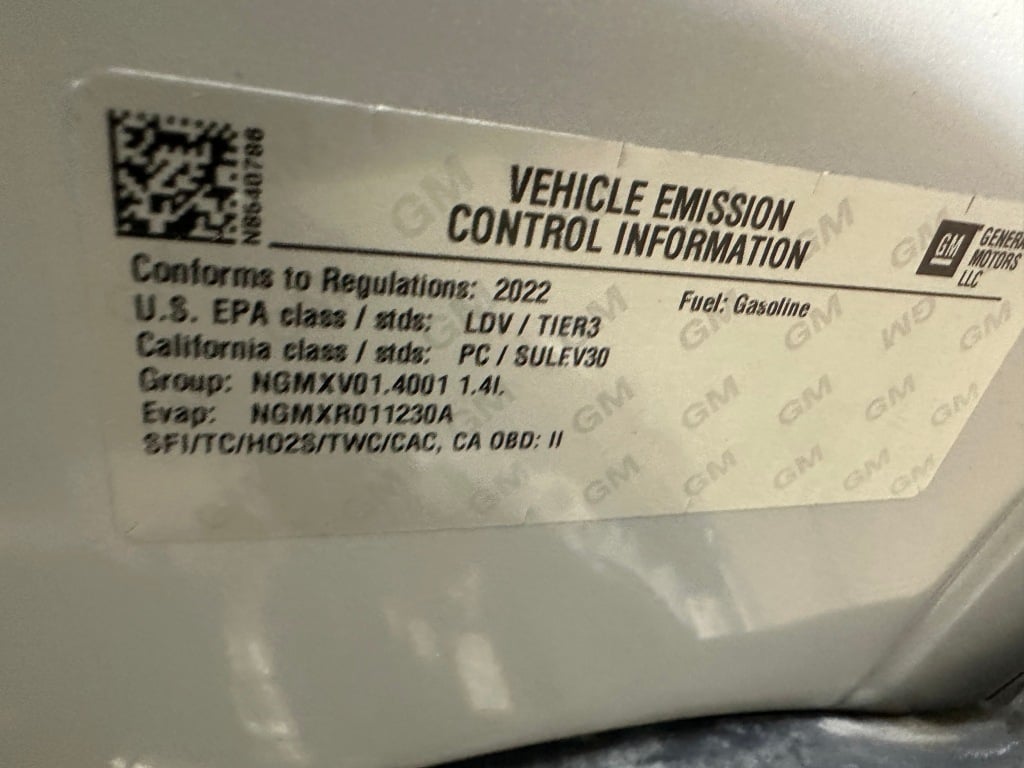 N8540788
VEHICLE EMISSION
CONTROL INFORMATION
GM
GENERAL
MOTORS
LLC
Conforms to Regulations: 2022
Fuel: Gasoline
U.S. EPA class / stds: LDV / TIER3
California class / stds: PC / SULEV30
Group: NGMXV01.4001 1.4L
Evap: NGMXR011230A
SFI/TC/HO2S/TWC/CAC, CA OBD: II